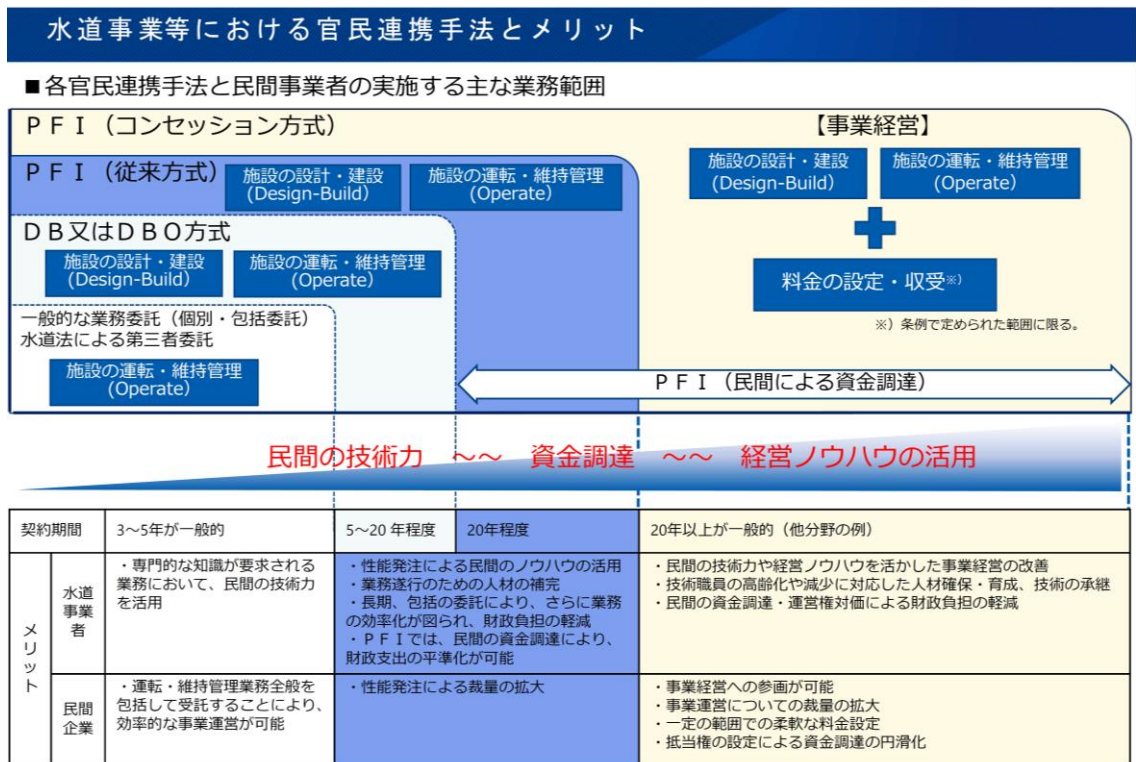 水道事業等における官民連携手法とメリット
■各官民連携手法と民間事業者の実施する主な業務範囲
ＰＦＩ（コンセッション方式）
【事業経営】
施設の設計・建設
(Design-Build)
施設の運転・維持管理
(Operate)
料金の設定・収受※）
※）条例で定められた範囲に限る。
ＰＦＩ（従来方式）
施設の設計・建設
(Design-Build)
施設の運転・維持管理
(Operate)
ＤＢ又はＤＢＯ方式
施設の設計・建設
(Design-Build)
施設の運転・維持管理
(Operate)
一般的な業務委託（個別・包括委託）
水道法による第三者委託
施設の運転・維持管理
(Operate)
ＰＦＩ（民間による資金調達）
民間の技術力 ～～ 資金調達 ～～ 経営ノウハウの活用
契約期間
3～5年が一般的
5～20 年程度
20年程度
20年以上が一般的（他分野の例）
メリット
水道
事業
者
・専門的な知識が要求される
業務において、民間の技術力
を活用
・性能発注による民間のノウハウの活用
・業務遂行のための人材の補完
・長期、包括の委託により、さらに業務
の効率化が図られ、財政負担の軽減
・ＰＦＩでは、民間の資金調達により、
財政支出の平準化が可能
・民間の技術力や経営ノウハウを活かした事業経営の改善
・技術職員の高齢化や減少に対応した人材確保・育成、技術の承継
・民間の資金調達・運営権対価による財政負担の軽減
民間
企業
・運転・維持管理業務全般を
包括して受託することにより、
効率的な事業運営が可能
・性能発注による裁量の拡大
・事業経営への参画が可能
・事業運営についての裁量の拡大
・一定の範囲での柔軟な料金設定
・抵当権の設定による資金調達の円滑化